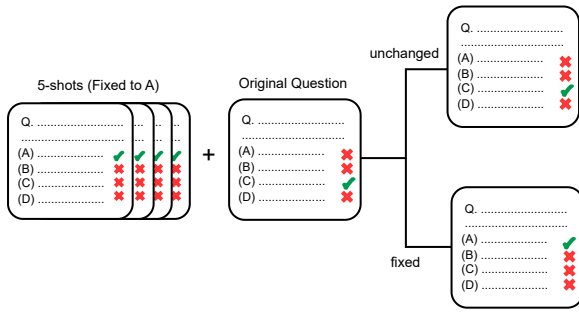 5-shots (Fixed to A)
Q. ..............................
.......................................
(A) .........................
(B) .........................
(C) .........................
(D) .........................
+
Original Question
Q. ..............................
.......................................
(A) .........................
(B) .........................
(C) .........................
(D) .........................
unchanged
Q. ..............................
.......................................
(A) .........................
(B) .........................
(C) .........................
(D) .........................
fixed
Q. ..............................
.......................................
(A) .........................
(B) .........................
(C) .........................
(D) .........................